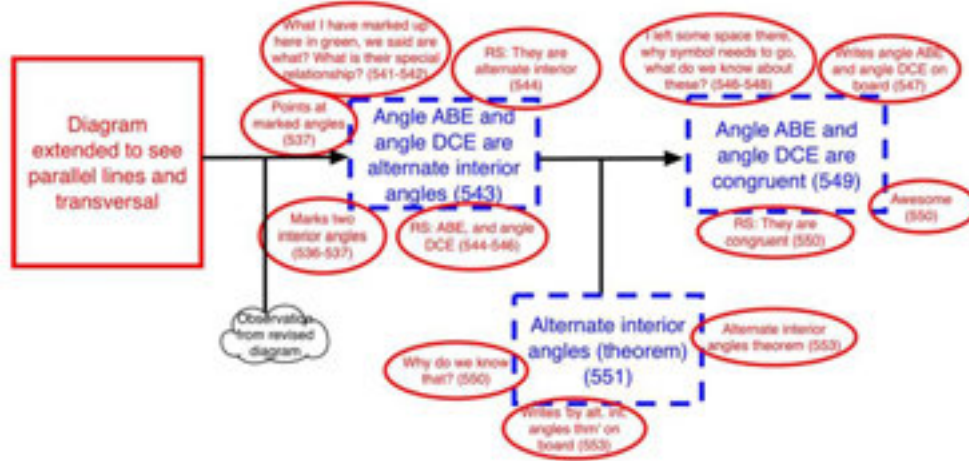 What I have marked up
here in green, we said are
what? What is their special
relationship? (541-542)
RS: They are
alternate interior
(544)
Points at
marked angles
(537)
Diagram
extended to see
parallel lines and
transversal
Angle ABE and
angle DCE are
alternate interior
angles (543)
Marks two
interior angles
(536-537)
RS: ABE, and angle
DCE (544-546)
Observation
from revised
diagram
I left some space there,
why symbol needs to go,
what do we know about
these? (546-548)
Writes angle ABE
and angle DCE on
board (547)
Angle ABE and
angle DCE are
congruent (549)
Awesome
(550)
RS: They are
congruent (550)
Alternate interior
angles (theorem)
(551)
Alternate interior
angles theorem (553)
Why do we know
that? (550)
Writes 'by alt. int.
angles thm' on
board (553)